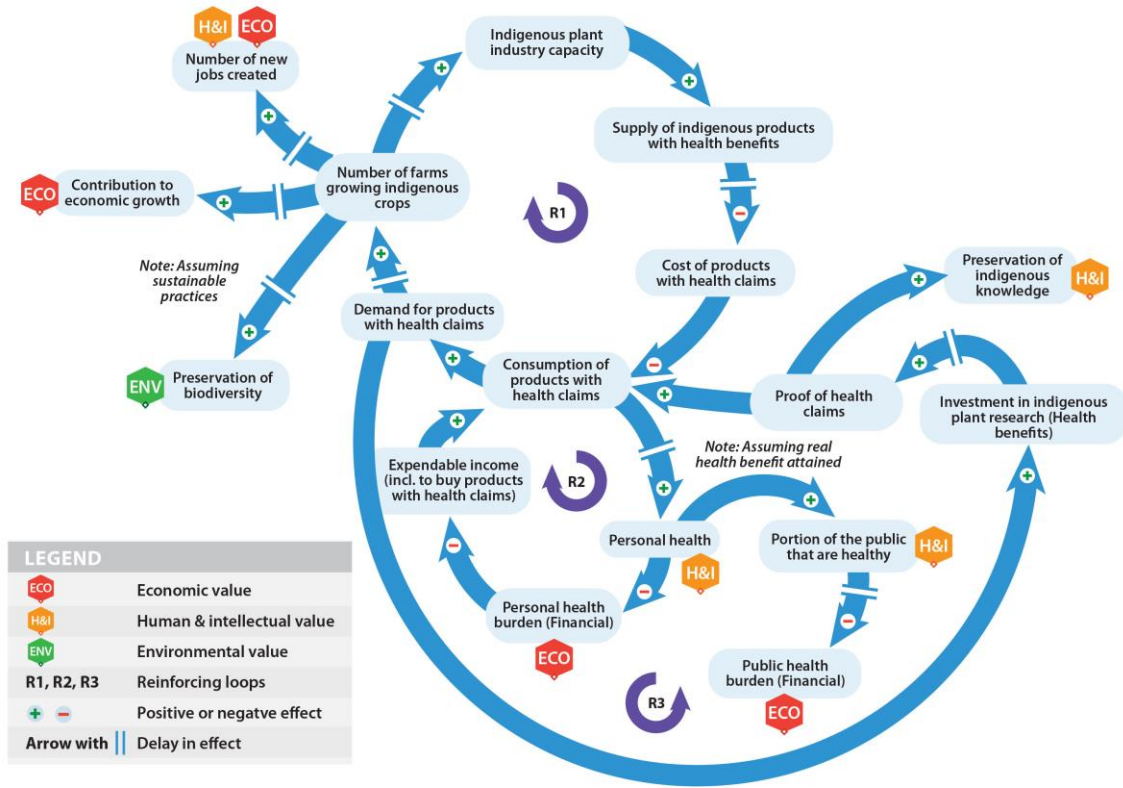 H&I
ECO
Number of new
jobs created
Indigenous plant
industry capacity
Supply of indigenous products
with health benefits
ECO
Contribution to
economic growth
Number of farms
growing indigenous
crops
R1
Note: Assuming
sustainable
practices
Cost of products
with health claims
Preservation of
indigenous
knowledge
H&I
Demand for products
with health claims
ENV
Preservation of
biodiversity
Consumption of
products with
health claims
Proof of health
claims
Investment in indigenous
plant research (Health
benefits)
Note: Assuming real
health benefit attained
Expendable income
(incl. to buy products
with health claims)
R2
Personal health
H&I
Portion of the public
that are healthy
H&I
Personal health
burden (Financial)
ECO
Public health
burden (Financial)
ECO
R3
LEGEND
ECO Economic value
H&I Human & intellectual value
ENV Environmental value
R1, R2, R3 Reinforcing loops
+ − Positive or negatve effect
Arrow with || Delay in effect